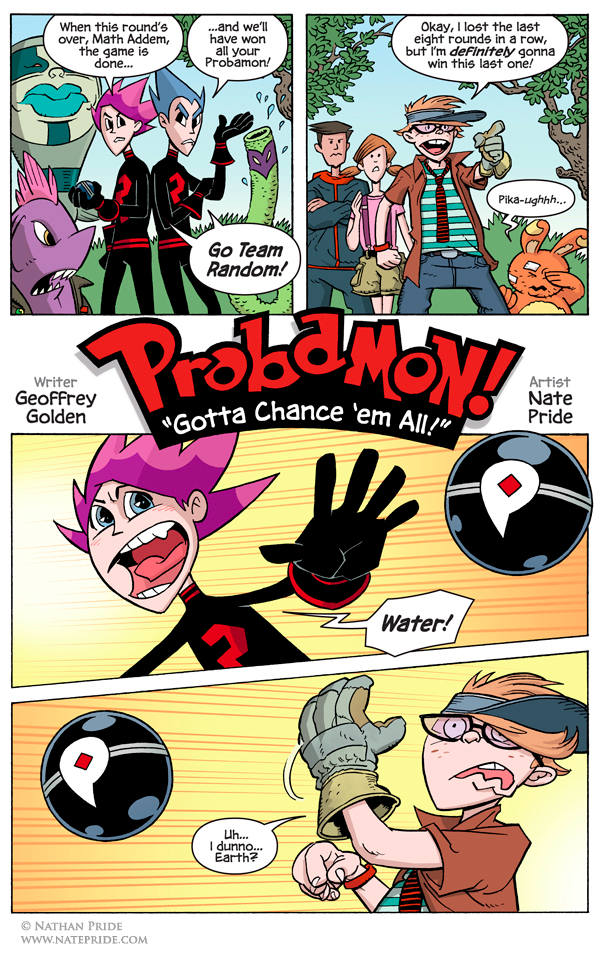 When this round's
over, Math Addem,
the game is
done...
...and we'll
have won
all your
Probamon!
Go Team
Random!
Okay, I lost the last
eight rounds in a row,
but I'm definitely gonna
win this last one!
Pika-ughhh...
Probamon!
"Gotta Chance 'em All!"
Writer
Geoffrey
Golden
Artist
Nate
Pride
Water!
Uh...
I dunno...
Earth?
© Nathan Pride
www.natepride.com